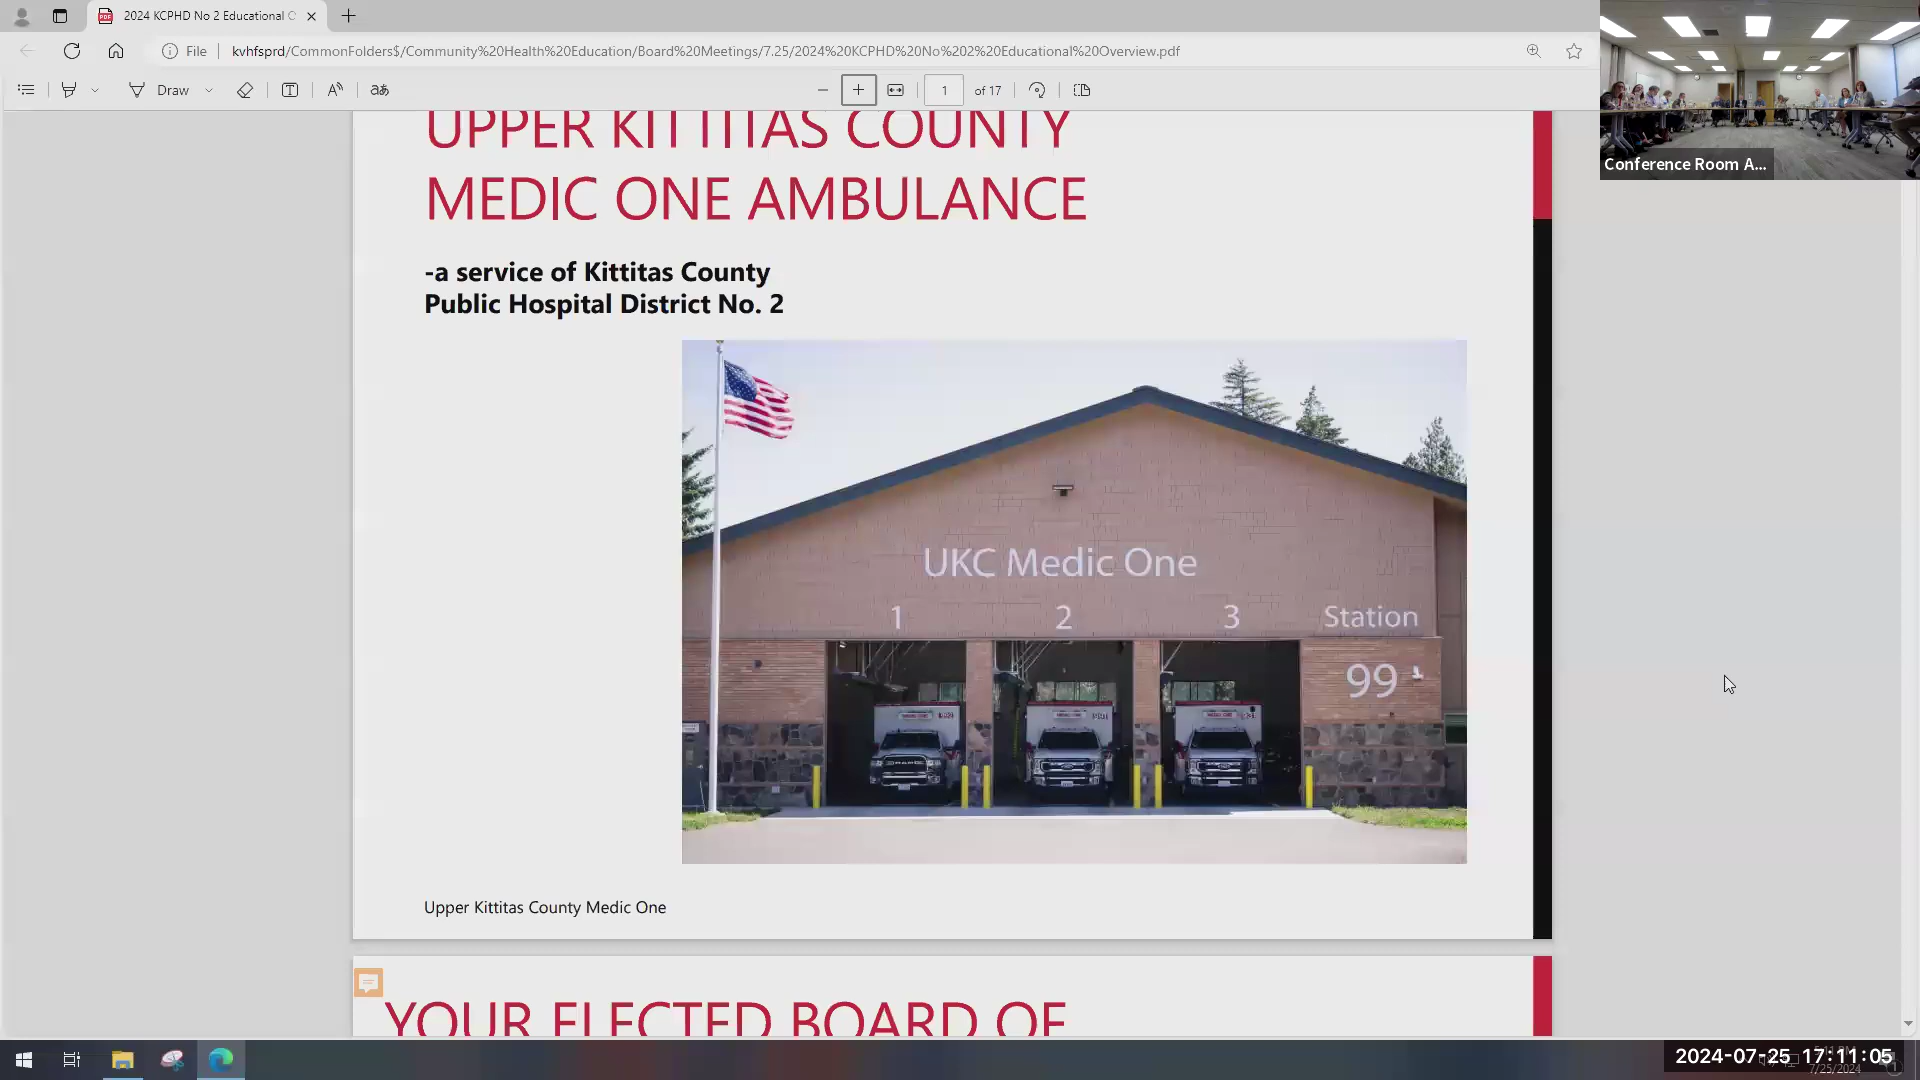 2024 KCPHD No 2 Educational O
File
kvhfsprd/CommonFolders$/Community%20Health%20Education/Board%20Meetings/7.25/2024%20KCPHD%20No%202%20Educational%20Overview.pdf
Draw
1 of 17
Conference Room A...
UPPER KITTITAS COUNTY
MEDIC ONE AMBULANCE
-a service of Kittitas County
Public Hospital District No. 2
UKC Medic One
1 2 3 Station
99
Upper Kittitas County Medic One
YOUR ELECTED BOARD OF
2024-07-25 17:11:05
7/25/2024